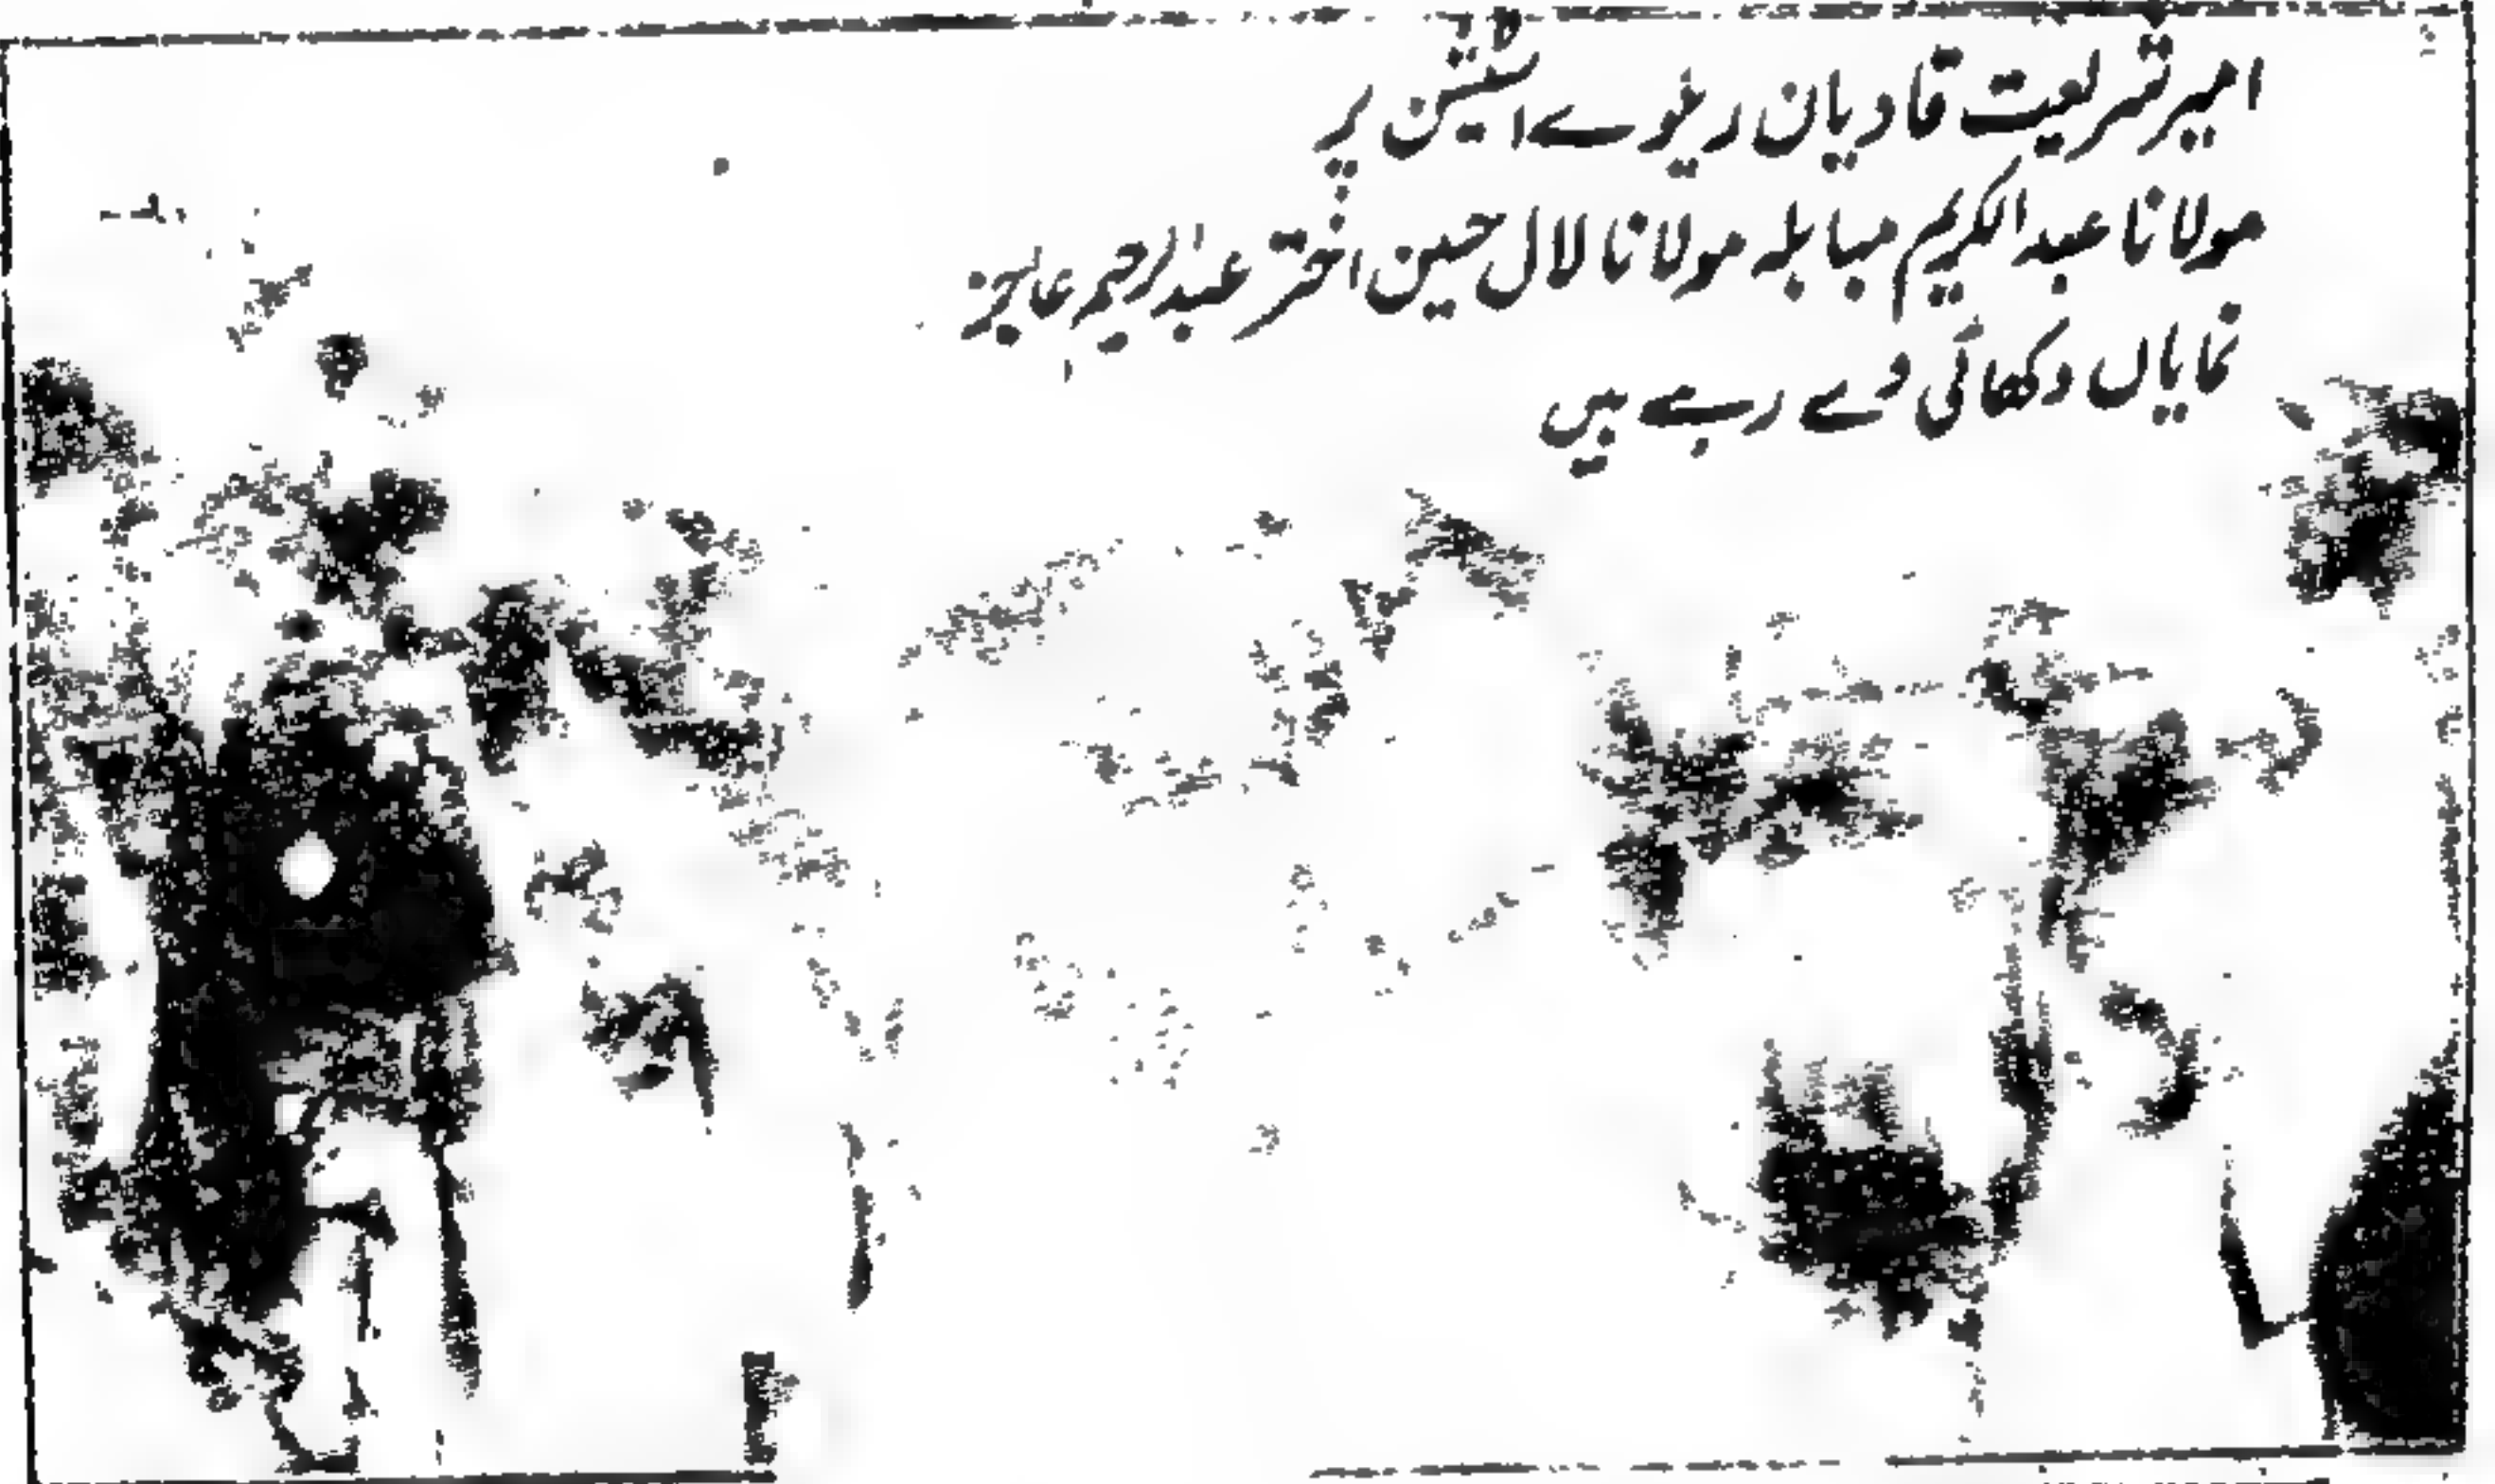 امیر شریعت قادیان ریلوے اسٹیشن پر
مولانا عبدالکریم مباہلہ مولانا لال حسین اختر عبدالرحیم عاجز
نمایاں دکھائی دے رہے ہیں